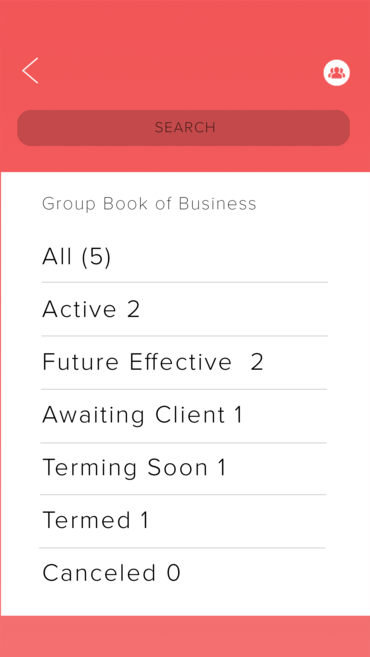 SEARCH
Group Book of Business
All (5)
Active 2
Future Effective 2
Awaiting Client 1
Terming Soon 1
Termed 1
Canceled 0